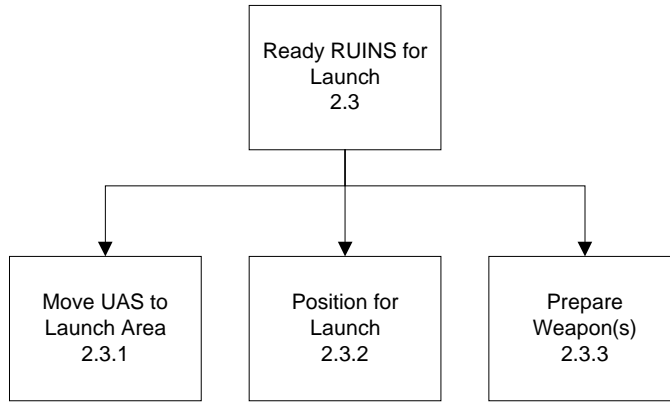 Ready RUINS for
Launch
2.3
Move UAS to
Launch Area
2.3.1
Position for
Launch
2.3.2
Prepare
Weapon(s)
2.3.3